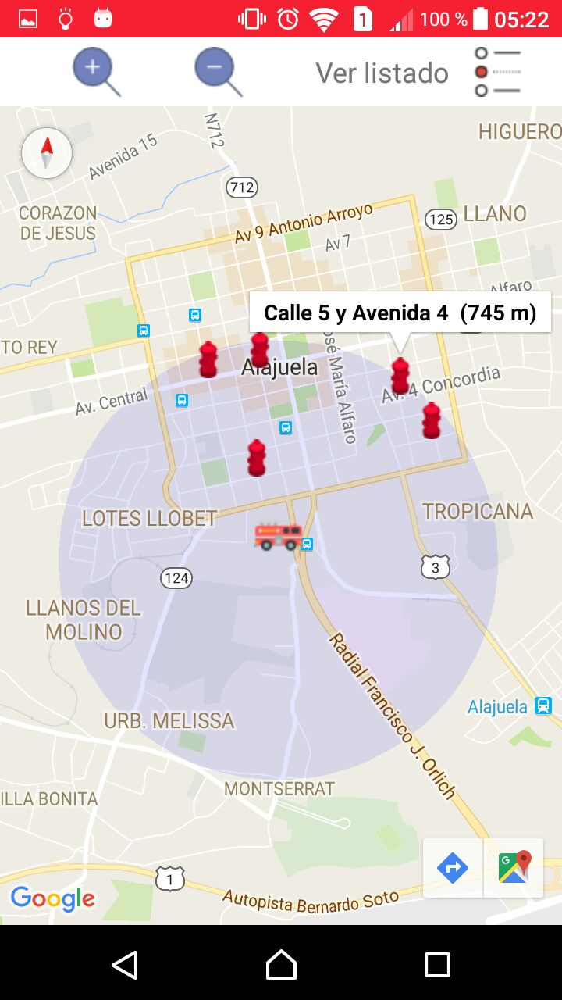 1
100 %
05:22
Ver listado
N712
HIGUERO
Avenida 15
712
CORAZON
DE JESUS
Av 9 Antonio Arroyo
125
LLANO
Av 7
Alfaro
Calle 5 y Avenida 4 (745 m)
TO REY
Alajuela
osé María Alfaro
Av. 4 Concordia
Av. Central
LOTES LLOBET
TROPICANA
124
3
LLANOS DEL
MOLINO
Radial Francisco J. Orlich
Alajuela
URB. MELISSA
MONTSERRAT
ILLA BONITA
1
Autopista Bernardo Soto
Google
G